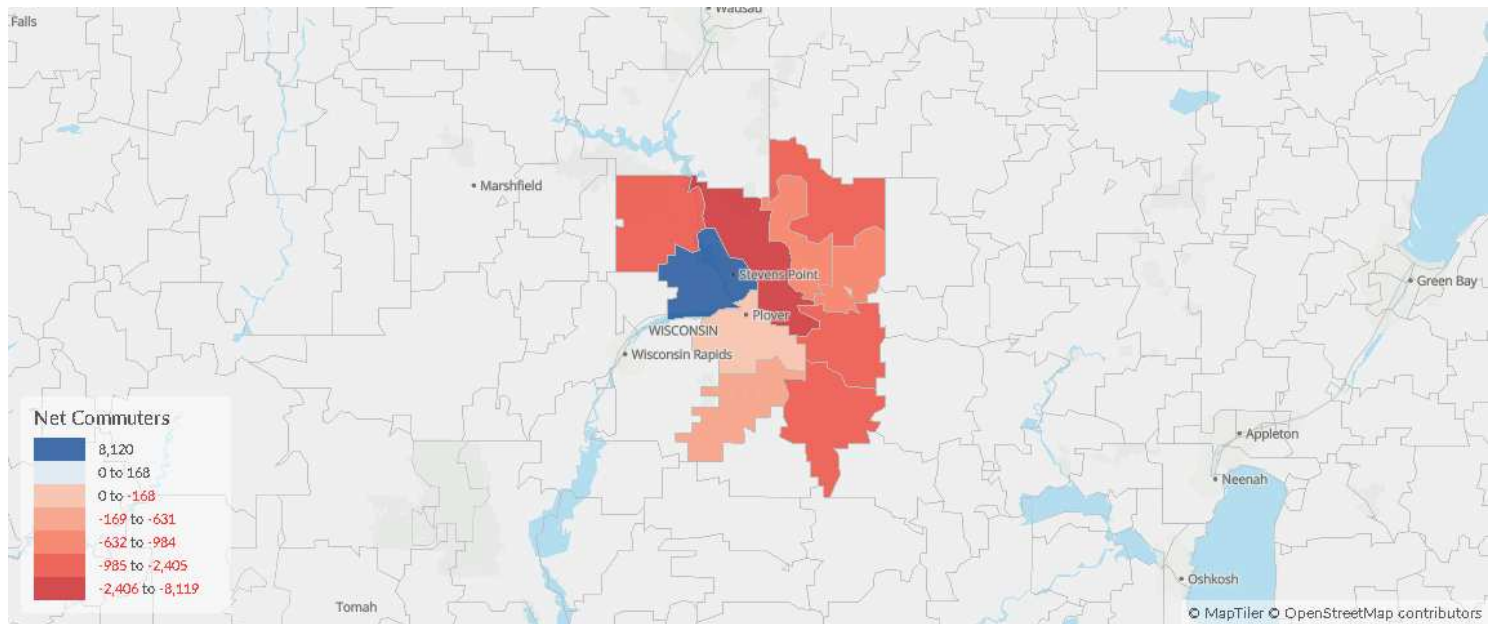 Falls
Wausau
Marshfield
Stevens Point
Green Bay
Plover
WISCONSIN
Wisconsin Rapids
Net Commuters
8,120
0 to 168
0 to -168
-169 to -631
-632 to -984
-985 to -2,405
-2,406 to -8,119
Appleton
Neenah
Oshkosh
Tomah
© MapTiler © OpenStreetMap contributors